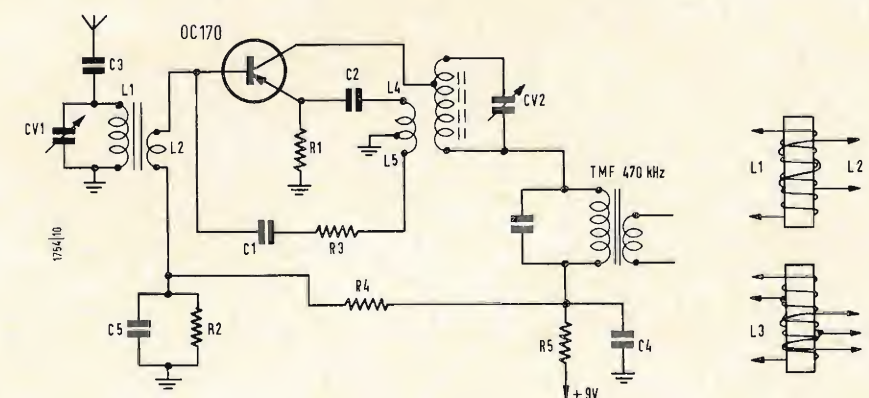 OC170
C3
C2
L4
L1
CV1
CV2
L2
R1
L5
TMF 470 kHz
L1
L2
C1
R3
1754|10
R4
C5
R2
R5
C4
L3
+9V